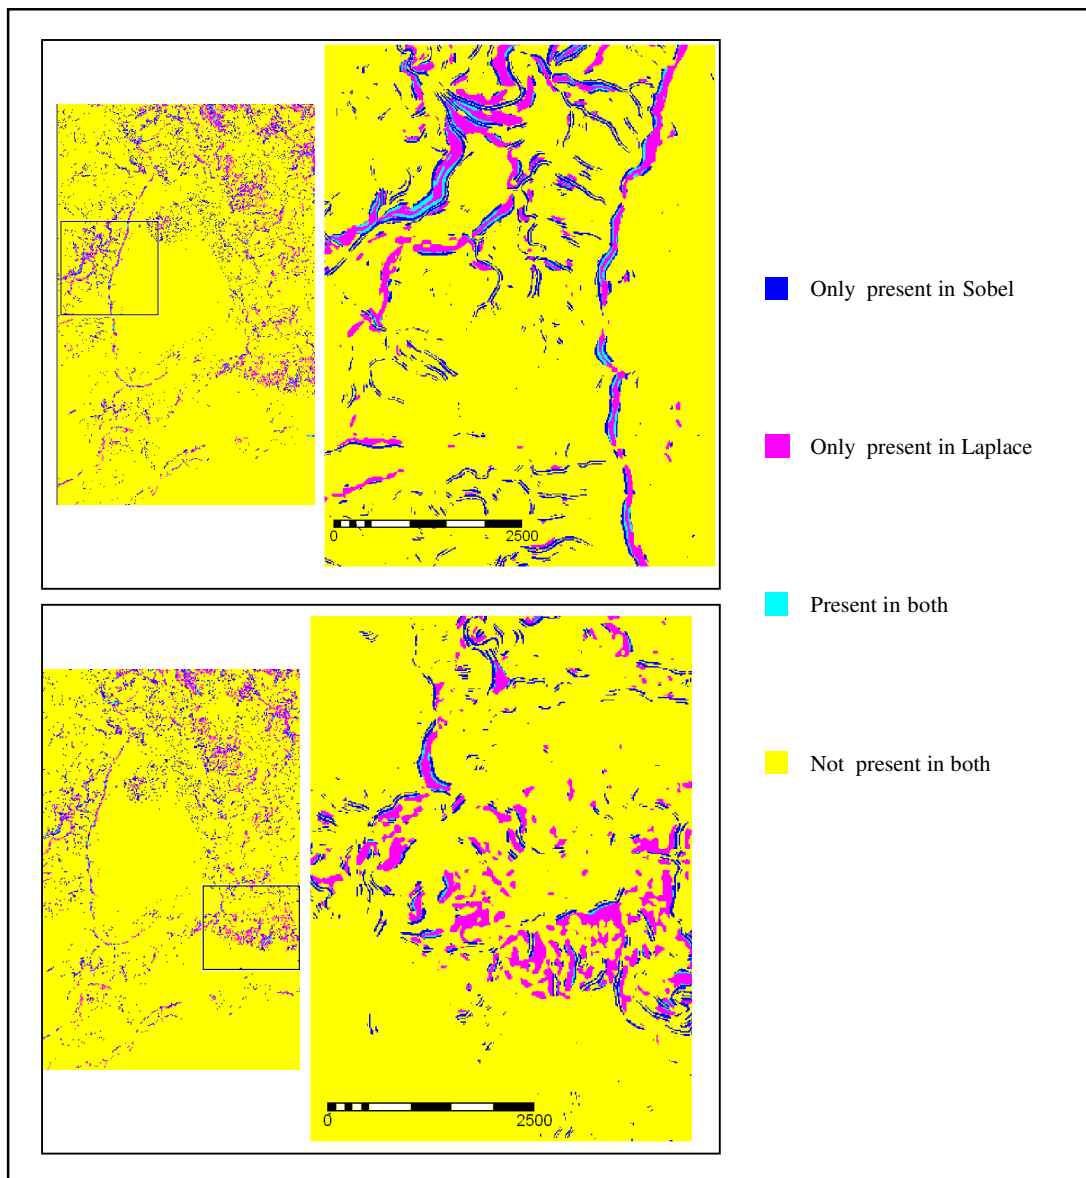 0 2500
Only present in Sobel
Only present in Laplace
Present in both
Not present in both
0 2500